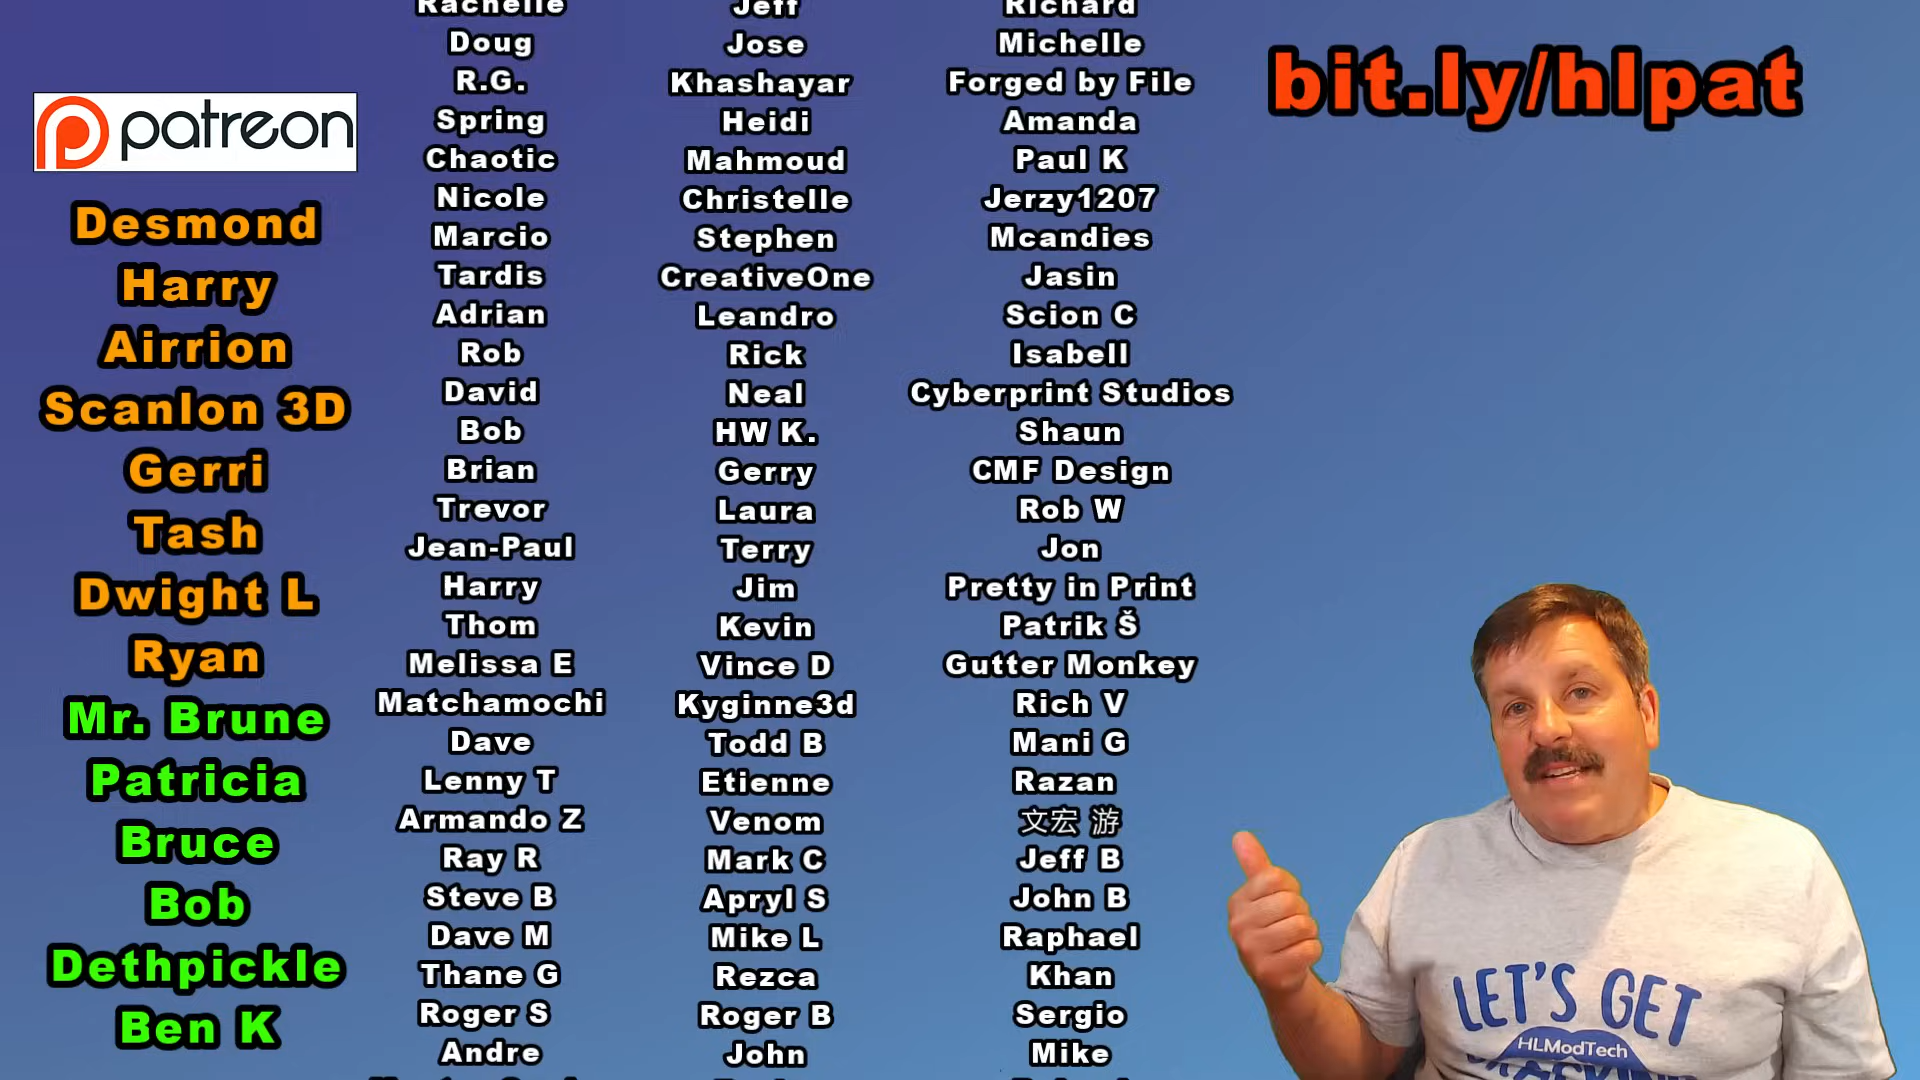 patreon
Desmond
Harry
Airrion
Scanlon 3D
Gerri
Tash
Dwight L
Ryan
Mr. Brune
Patricia
Bruce
Bob
Dethpickle
Ben K
Rachelle
Doug
R.G.
Spring
Chaotic
Nicole
Marcio
Tardis
Adrian
Rob
David
Bob
Brian
Trevor
Jean-Paul
Harry
Thom
Melissa E
Matchamochi
Dave
Lenny T
Armando Z
Ray R
Steve B
Dave M
Thane G
Roger S
Andre
Jeff
Jose
Khashayar
Heidi
Mahmoud
Christelle
Stephen
CreativeOne
Leandro
Rick
Neal
HW K.
Gerry
Laura
Terry
Jim
Kevin
Vince D
Kyginne3d
Todd B
Etienne
Venom
Mark C
Apryl S
Mike L
Rezca
Roger B
John
Richard
Michelle
Forged by File
Amanda
Paul K
Jerzy1207
Mcandies
Jasin
Scion C
Isabell
Cyberprint Studios
Shaun
CMF Design
Rob W
Jon
Pretty in Print
Patrik Š
Gutter Monkey
Rich V
Mani G
Razan
文宏 游
Jeff B
John B
Raphael
Khan
Sergio
Mike
bit.ly/hlpat
LET'S GET
HLModTech